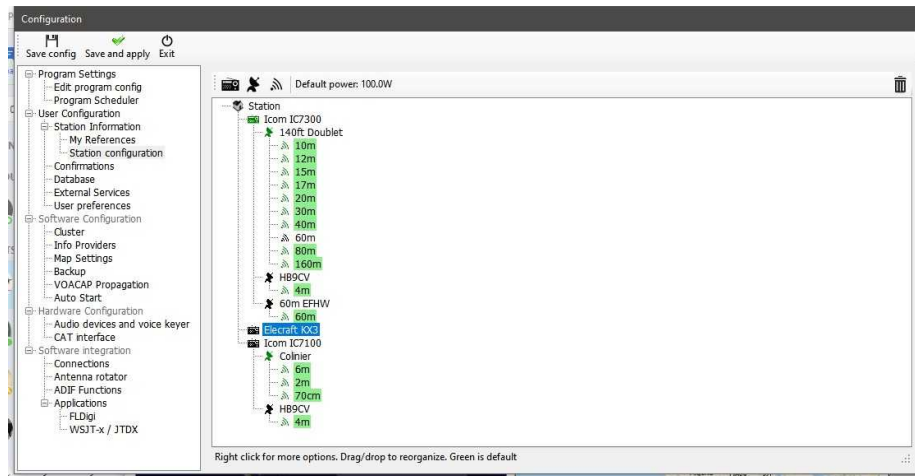 Configuration
Save config Save and apply Exit
Program Settings
Edit program config
Program Scheduler
User Configuration
Station Information
My References
Station configuration
Confirmations
Database
External Services
User preferences
Software Configuration
Cluster
Info Providers
Map Settings
Backup
VOACAP Propagation
Auto Start
Hardware Configuration
Audio devices and voice keyer
CAT interface
Software integration
Connections
Antenna rotator
ADIF Functions
Applications
FLDigi
WSJT-x / JTDX
Default power: 100.0W
Station
Icom IC7300
140ft Doublet
10m
12m
15m
17m
20m
30m
40m
60m
80m
160m
HB9CV
4m
60m EFHW
60m
Elecraft KX3
Icom IC7100
Colinier
6m
2m
70cm
HB9CV
4m
Right click for more options. Drag/drop to reorganize. Green is default